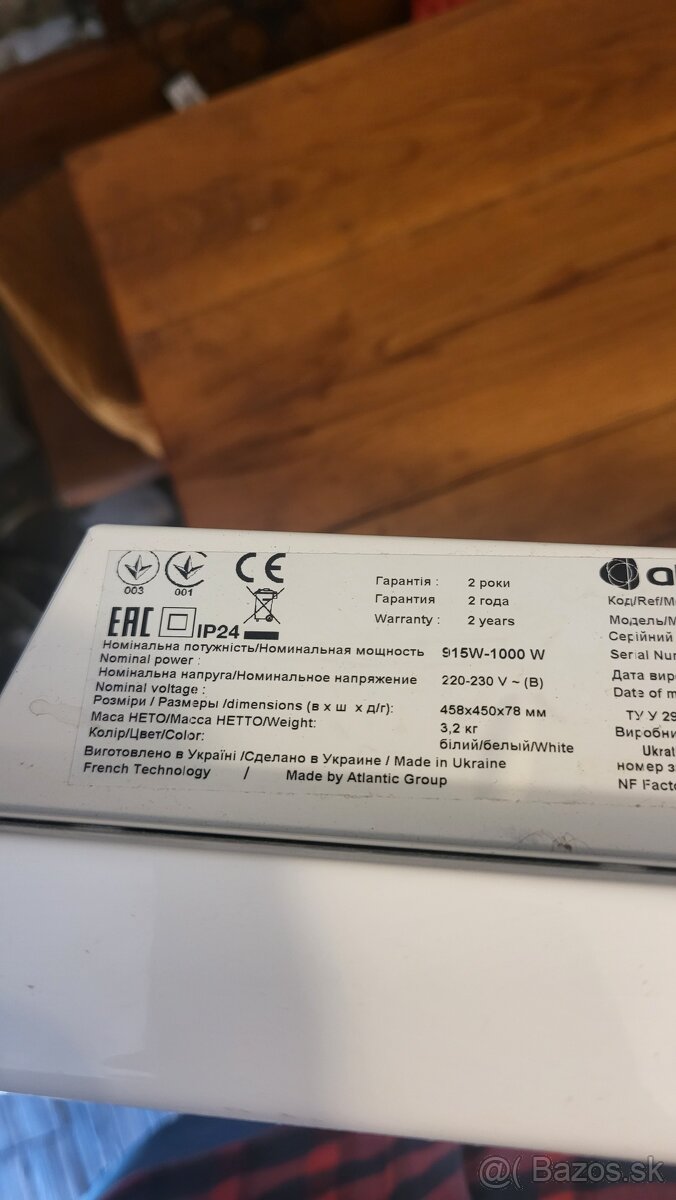 003 001
CE
EAC IP24
Гарантія : 2 роки
Гарантия 2 года
Warranty : 2 years
Номінальна потужність/Номинальная мощность 915W-1000 W
Nominal power :
Номінальна напруга/Номинальное напряжение 220-230 V ~ (В)
Nominal voltage :
Розміри / Размеры /dimensions (в х ш х д/г): 458x450x78 мм
Маса НЕТО/Масса НЕТТО/Weight: 3,2 кг
Колір/Цвет/Color: білий/белый/White
Виготовлено в Україні /Сделано в Украине / Made in Ukraine
French Technology / Made by Atlantic Group
Код/Ref/M
Модель/M
Серійний
Serial Nu
Дата вир
Date of m
ТУ У 29
Виробни
Ukrat
номер з
NF Fact
@( Bazos.sk